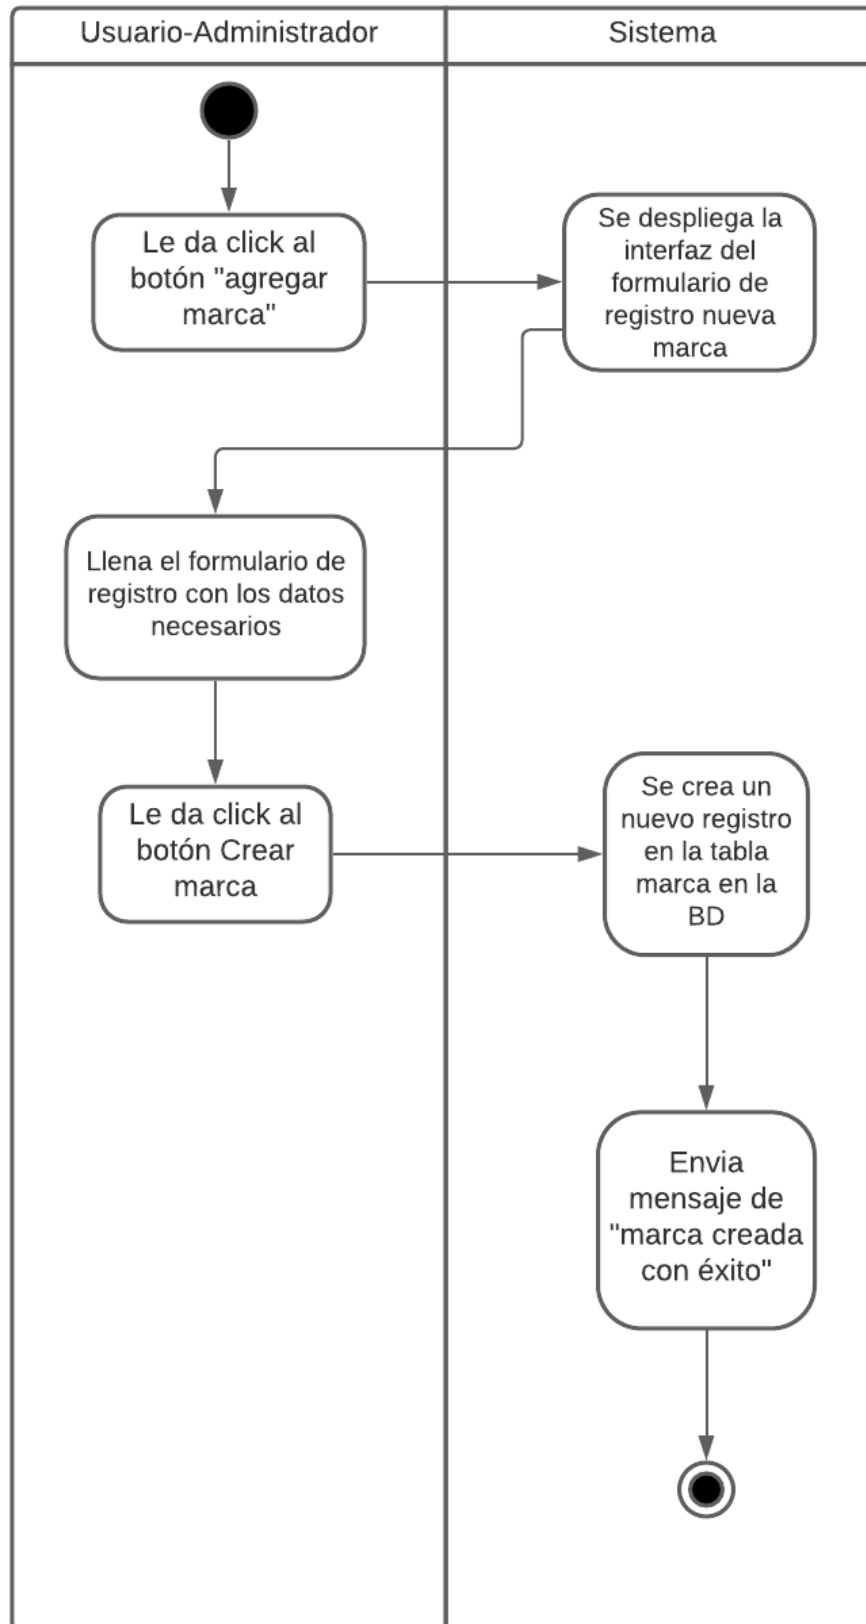 Usuario-Administrador
Sistema
Le da click al
botón "agregar
marca"
Se despliega la
interfaz del
formulario de
registro nueva
marca
Llena el formulario de
registro con los datos
necesarios
Le da click al
botón Crear
marca
Se crea un
nuevo registro
en la tabla
marca en la
BD
Envia
mensaje de
"marca creada
con éxito"